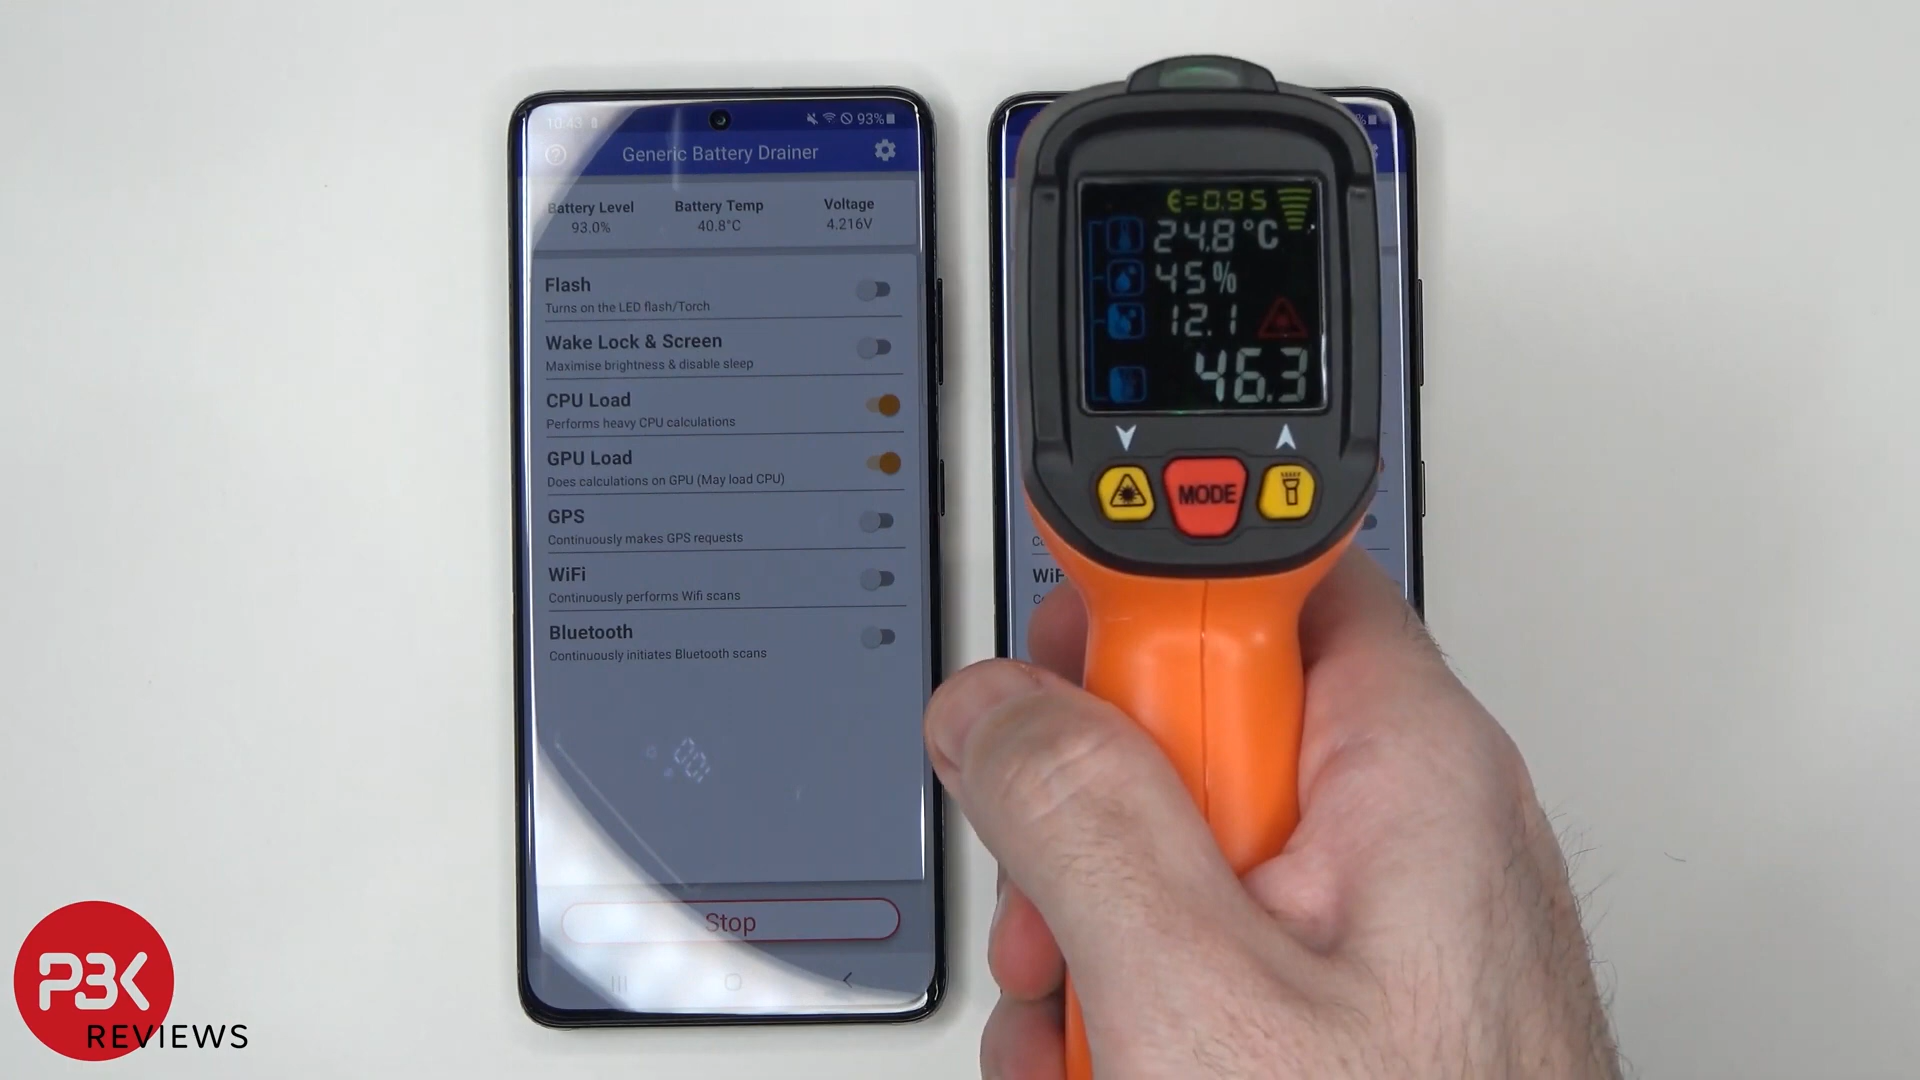 10:43 93%
Generic Battery Drainer
Battery Level Battery Temp Voltage
93.0% 40.8°C 4.216V
Flash
Turns on the LED flash/Torch
Wake Lock & Screen
Maximise brightness & disable sleep
CPU Load
Performs heavy CPU calculations
GPU Load
Does calculations on GPU (May load CPU)
GPS
Continuously makes GPS requests
WiFi
Continuously performs Wifi scans
Bluetooth
Continuously initiates Bluetooth scans
Stop
€=0.95
24.8°C
45%
12.1
46.3
MODE
PBK
REVIEWS